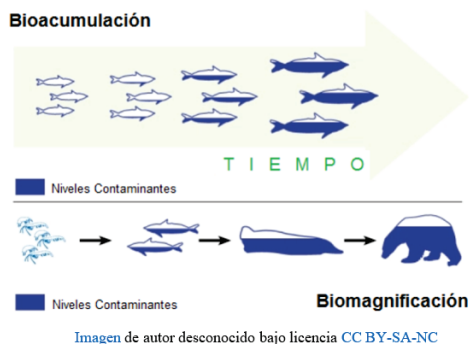 Bioacumulación
TIEMPO
Niveles Contaminantes
Niveles Contaminantes
Biomagnificación
Imagen de autor desconocido bajo licencia CC BY-SA-NC